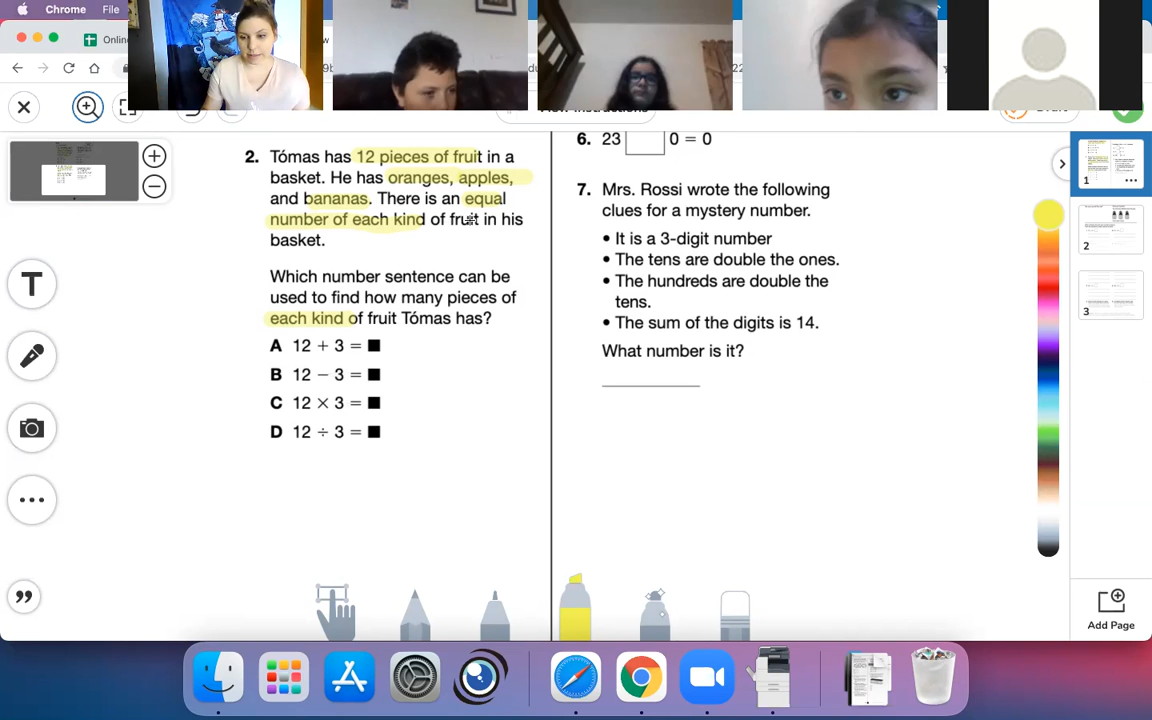 Chrome File
Onlin
2. Tómas has 12 pieces of fruit in a
basket. He has oranges, apples,
and bananas. There is an equal
number of each kind of fruit in his
basket.
Which number sentence can be
used to find how many pieces of
each kind of fruit Tómas has?
A 12 + 3 = ■
B 12 − 3 = ■
C 12 × 3 = ■
D 12 ÷ 3 = ■
6. 23 0 = 0
7. Mrs. Rossi wrote the following
clues for a mystery number.
• It is a 3-digit number
• The tens are double the ones.
• The hundreds are double the
tens.
• The sum of the digits is 14.
What number is it?
1
2
3
Add Page
T